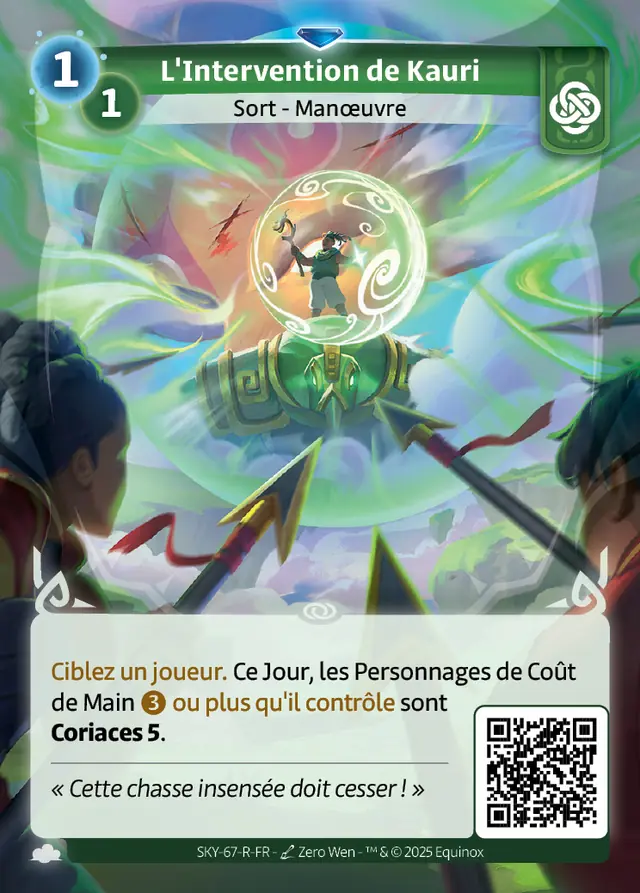 1
L'Intervention de Kauri
1
Sort - Manœuvre
Ciblez un joueur. Ce Jour, les Personnages de Coût
de Main 3 ou plus qu'il contrôle sont
Coriaces 5.
« Cette chasse insensée doit cesser ! »
SKY-67-R-FR - Zero Wen - ™ & © 2025 Equinox